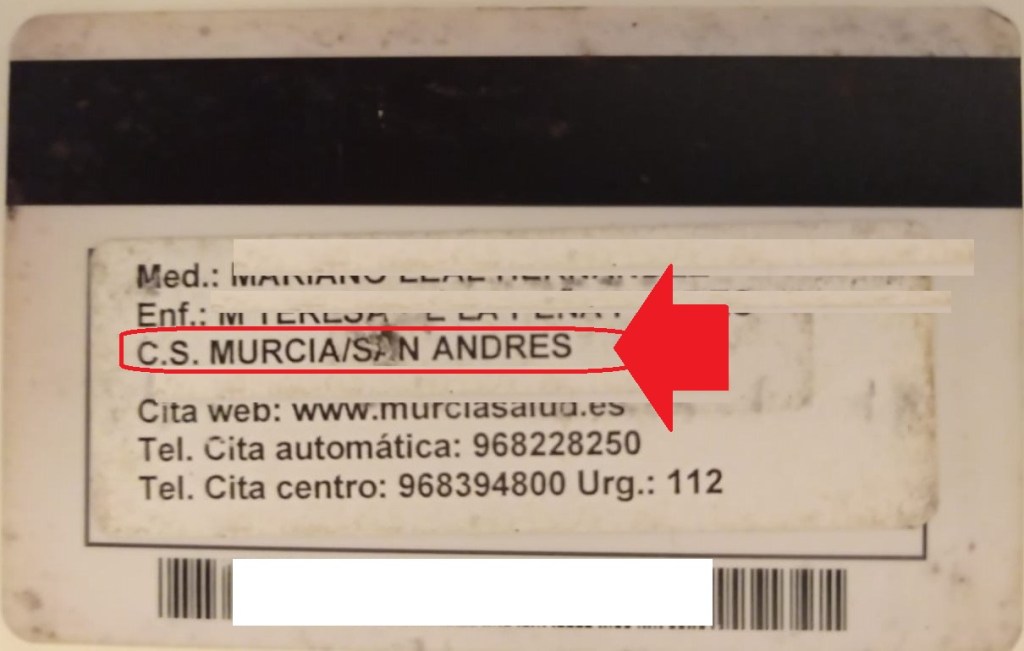 Med.:
Enf.:
C.S. MURCIA/SAN ANDRES
Cita web: www.murciasalud.es
Tel. Cita automática: 968228250
Tel. Cita centro: 968394800 Urg.: 112